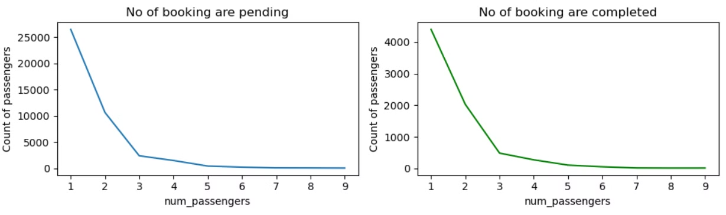 No of booking are pending
Count of passengers
25000
20000
15000
10000
5000
0
1 2 3 4 5 6 7 8 9
num_passengers
No of booking are completed
Count of passengers
4000
3000
2000
1000
0
1 2 3 4 5 6 7 8 9
num_passengers